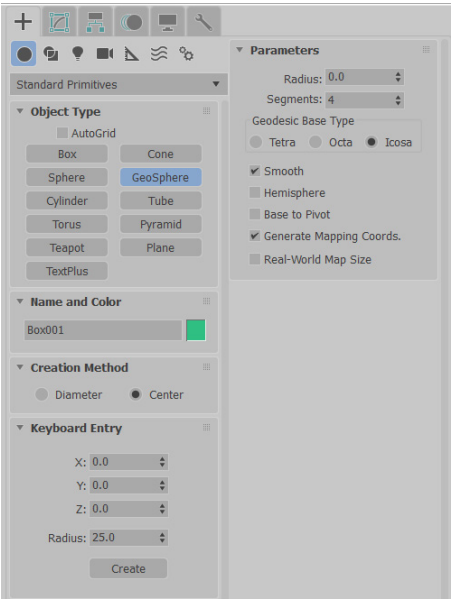 Standard Primitives
Object Type
AutoGrid
Box Cone
Sphere GeoSphere
Cylinder Tube
Torus Pyramid
Teapot Plane
TextPlus
Name and Color
Box001
Creation Method
Diameter Center
Keyboard Entry
X: 0.0
Y: 0.0
Z: 0.0
Radius: 25.0
Create
Parameters
Radius: 0.0
Segments: 4
Geodesic Base Type
Tetra Octa Icosa
Smooth
Hemisphere
Base to Pivot
Generate Mapping Coords.
Real-World Map Size